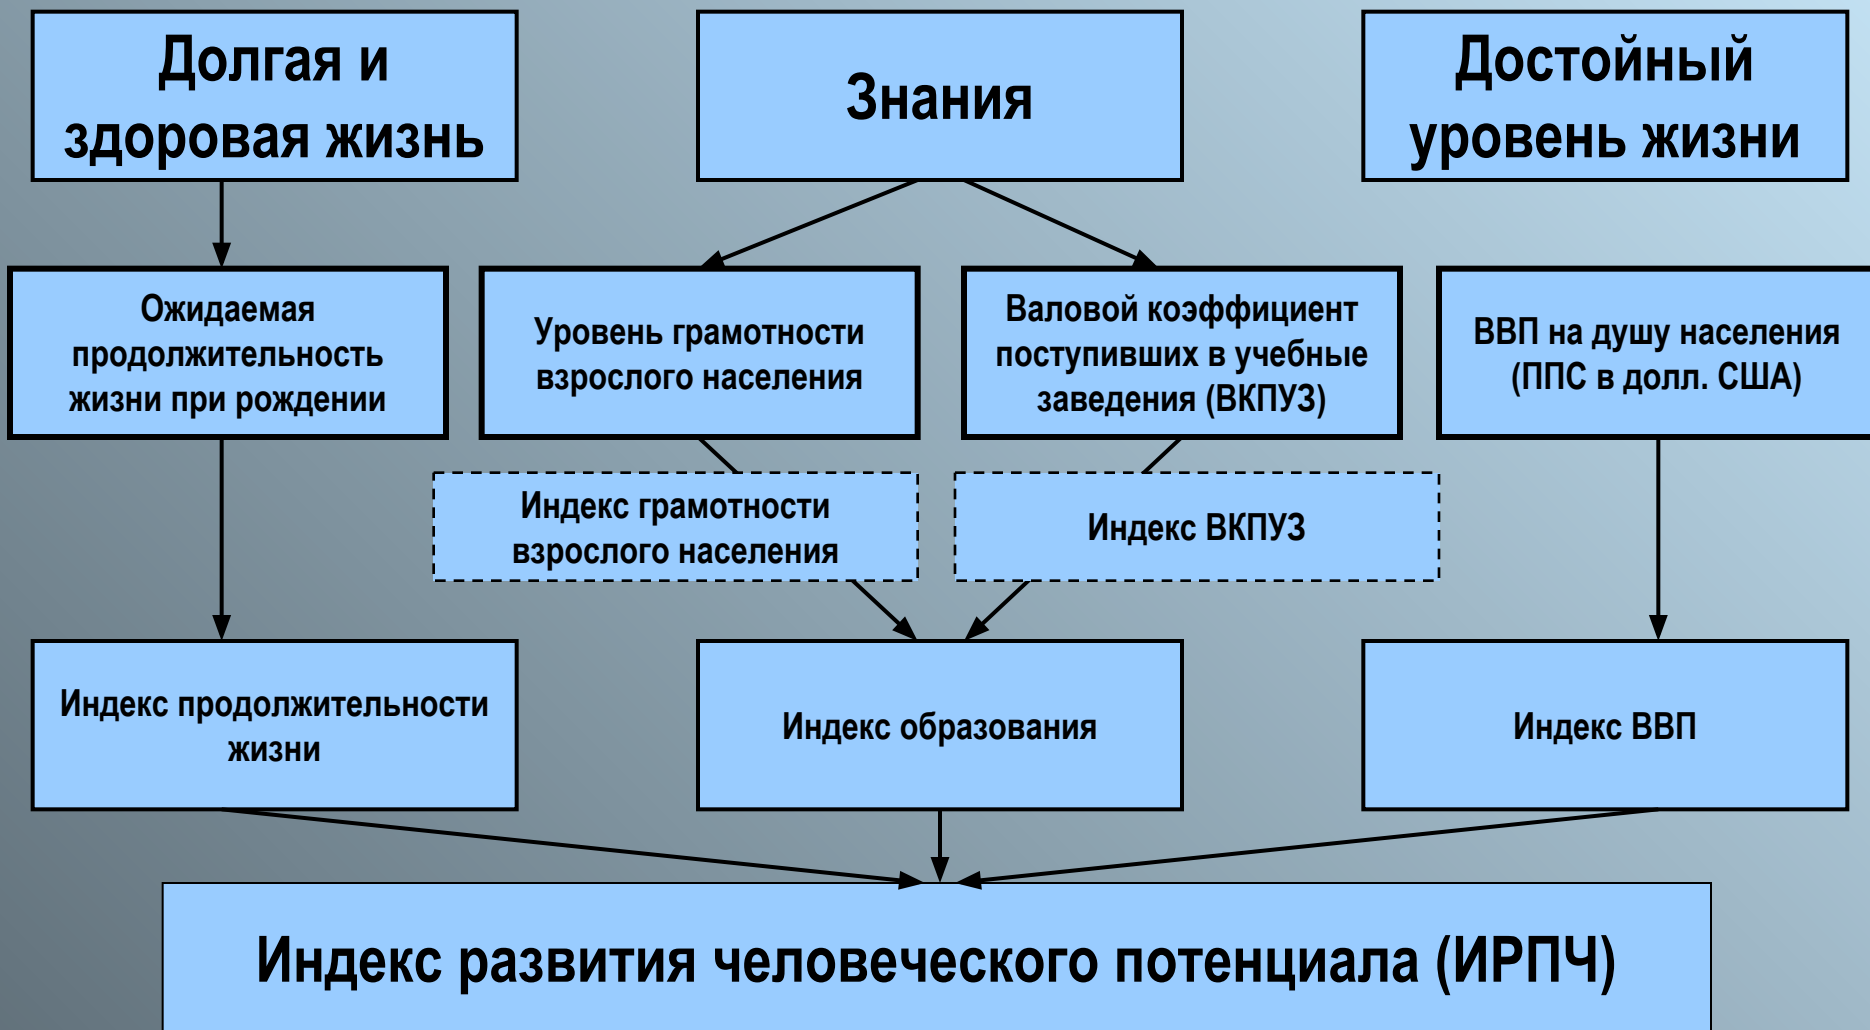 Долгая и
здоровая жизнь
Знания
Достойный
уровень жизни
Ожидаемая
продолжительность
жизни при рождении
Уровень грамотности
взрослого населения
Валовой коэффициент
поступивших в учебные
заведения (ВКПУЗ)
ВВП на душу населения
(ППС в долл. США)
Индекс грамотности
взрослого населения
Индекс ВКПУЗ
Индекс продолжительности
жизни
Индекс образования
Индекс ВВП
Индекс развития человеческого потенциала (ИРПЧ)